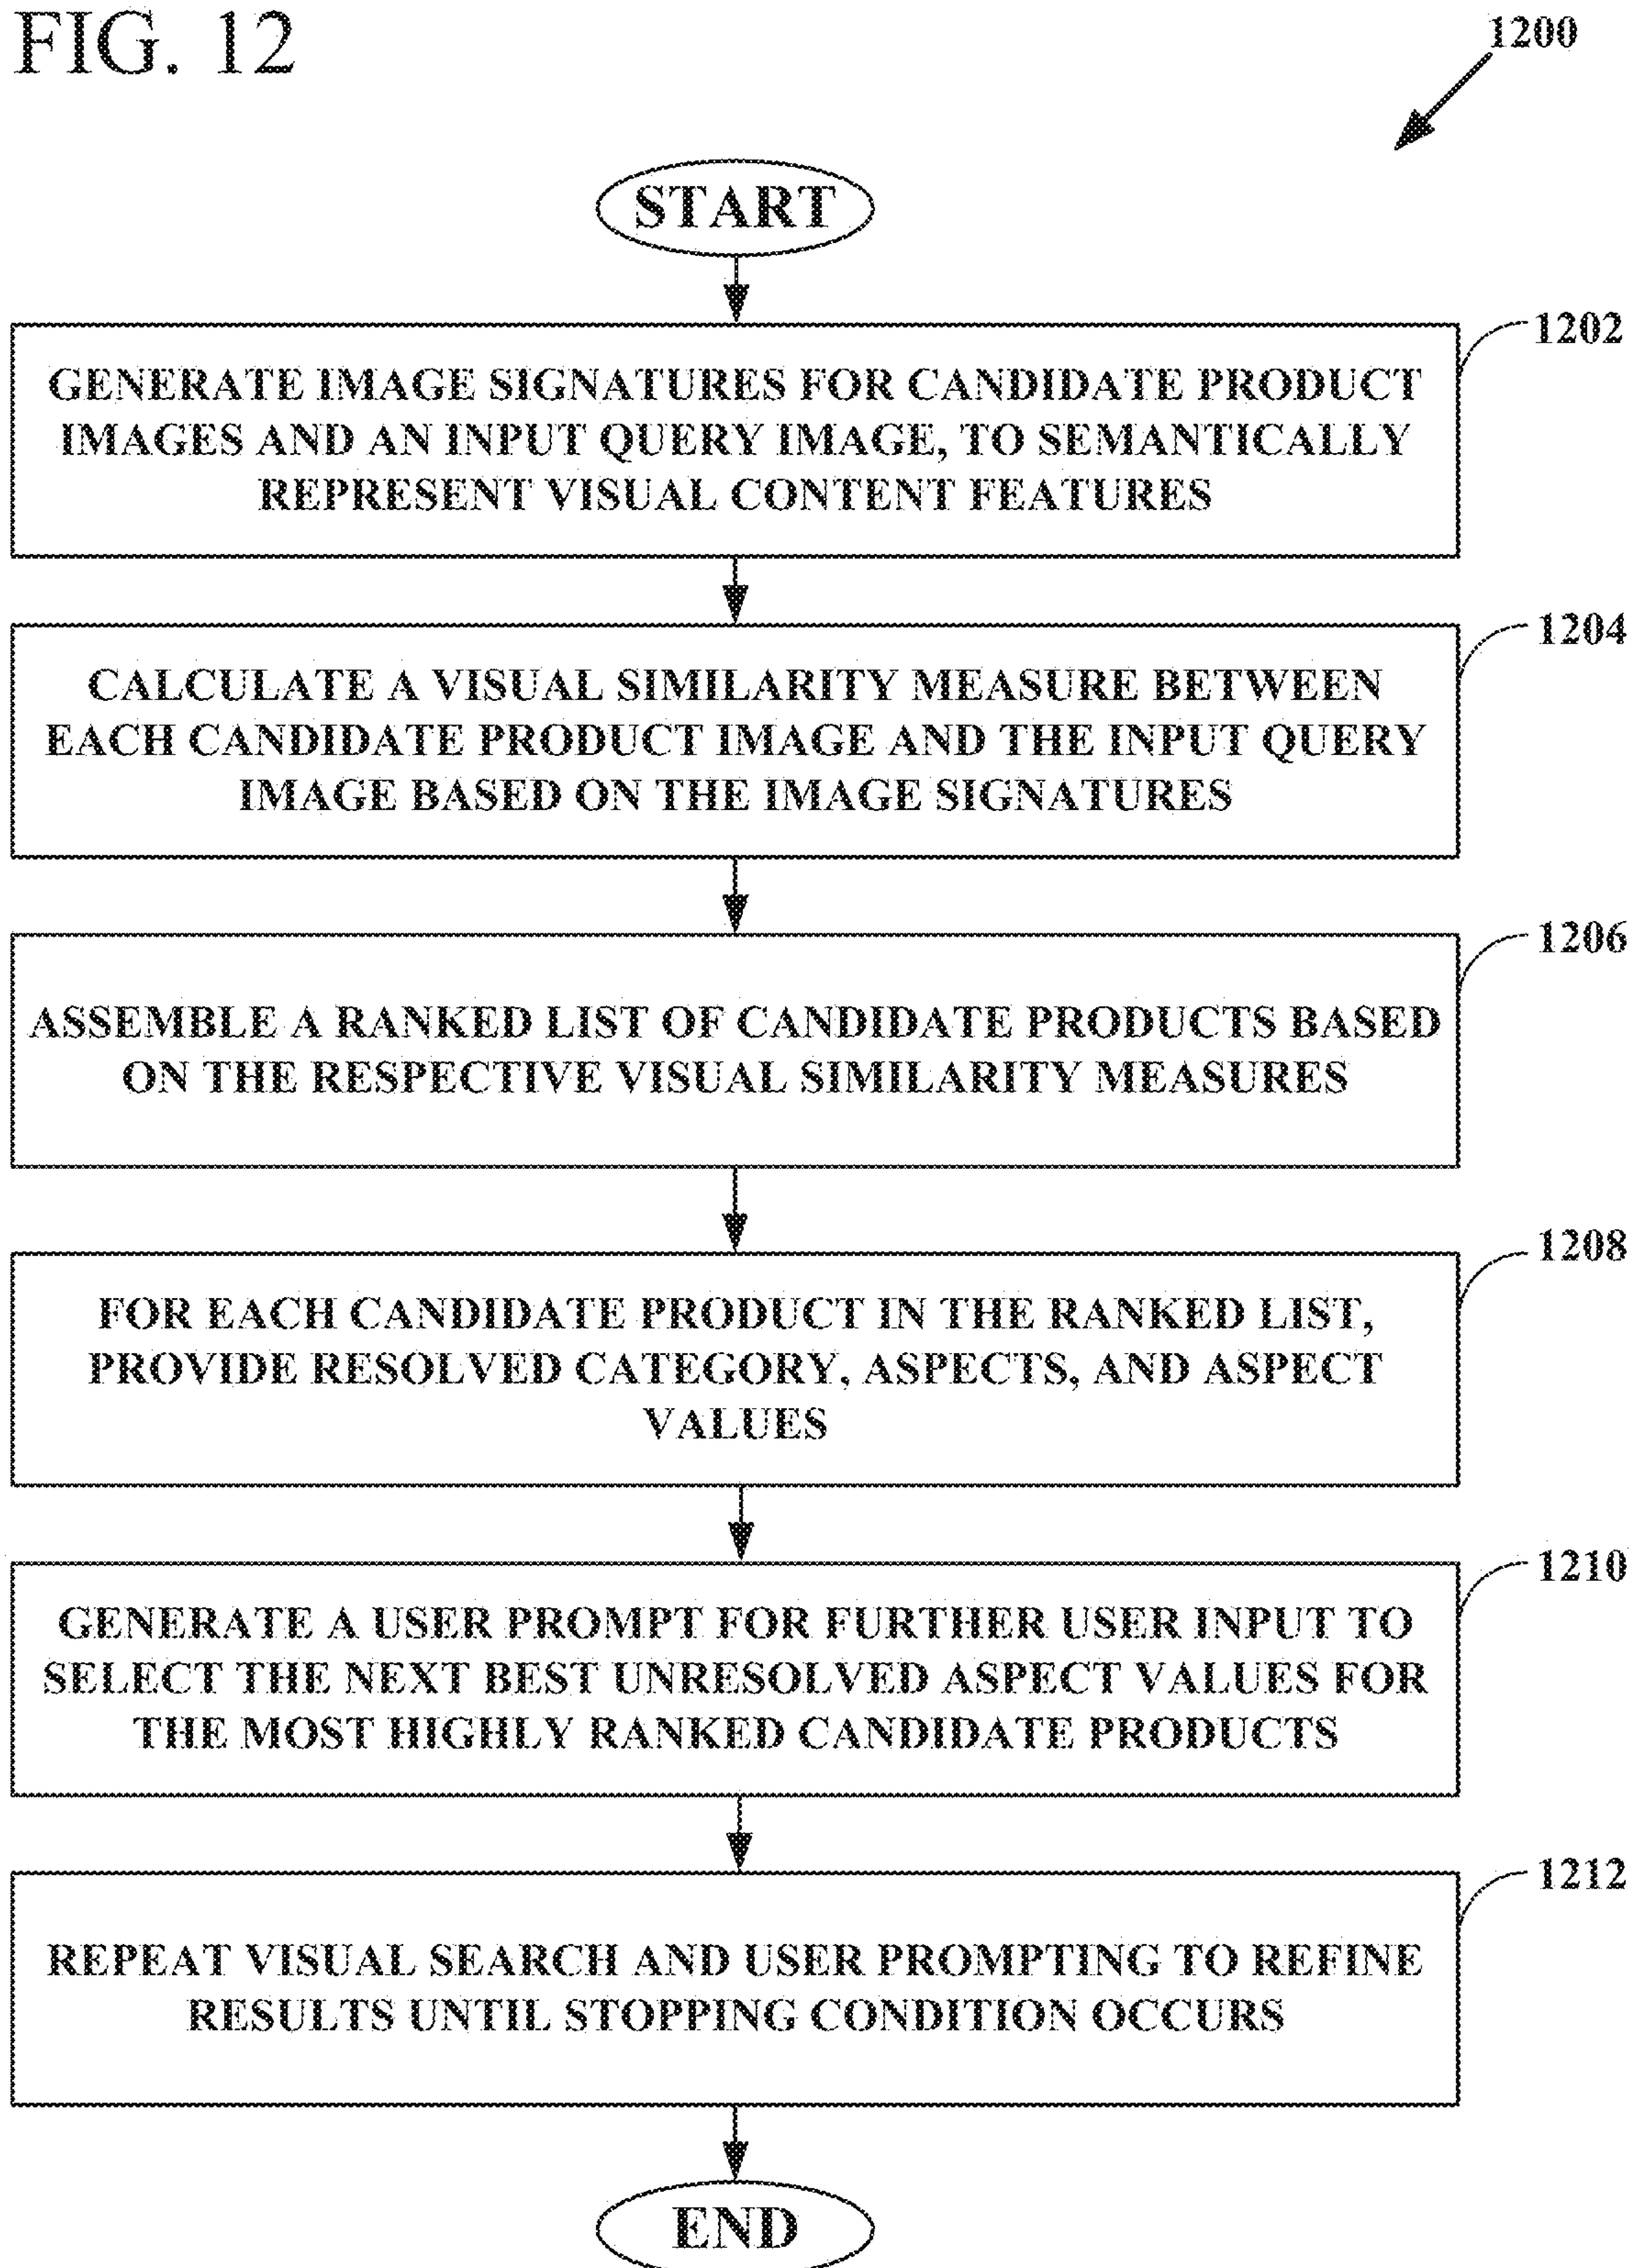 FIG. 12
1200
START
1202
GENERATE IMAGE SIGNATURES FOR CANDIDATE PRODUCT
IMAGES AND AN INPUT QUERY IMAGE, TO SEMANTICALLY
REPRESENT VISUAL CONTENT FEATURES
1204
CALCULATE A VISUAL SIMILARITY MEASURE BETWEEN
EACH CANDIDATE PRODUCT IMAGE AND THE INPUT QUERY
IMAGE BASED ON THE IMAGE SIGNATURES
1206
ASSEMBLE A RANKED LIST OF CANDIDATE PRODUCTS BASED
ON THE RESPECTIVE VISUAL SIMILARITY MEASURES
1208
FOR EACH CANDIDATE PRODUCT IN THE RANKED LIST,
PROVIDE RESOLVED CATEGORY, ASPECTS, AND ASPECT
VALUES
1210
GENERATE A USER PROMPT FOR FURTHER USER INPUT TO
SELECT THE NEXT BEST UNRESOLVED ASPECT VALUES FOR
THE MOST HIGHLY RANKED CANDIDATE PRODUCTS
1212
REPEAT VISUAL SEARCH AND USER PROMPTING TO REFINE
RESULTS UNTIL STOPPING CONDITION OCCURS
END